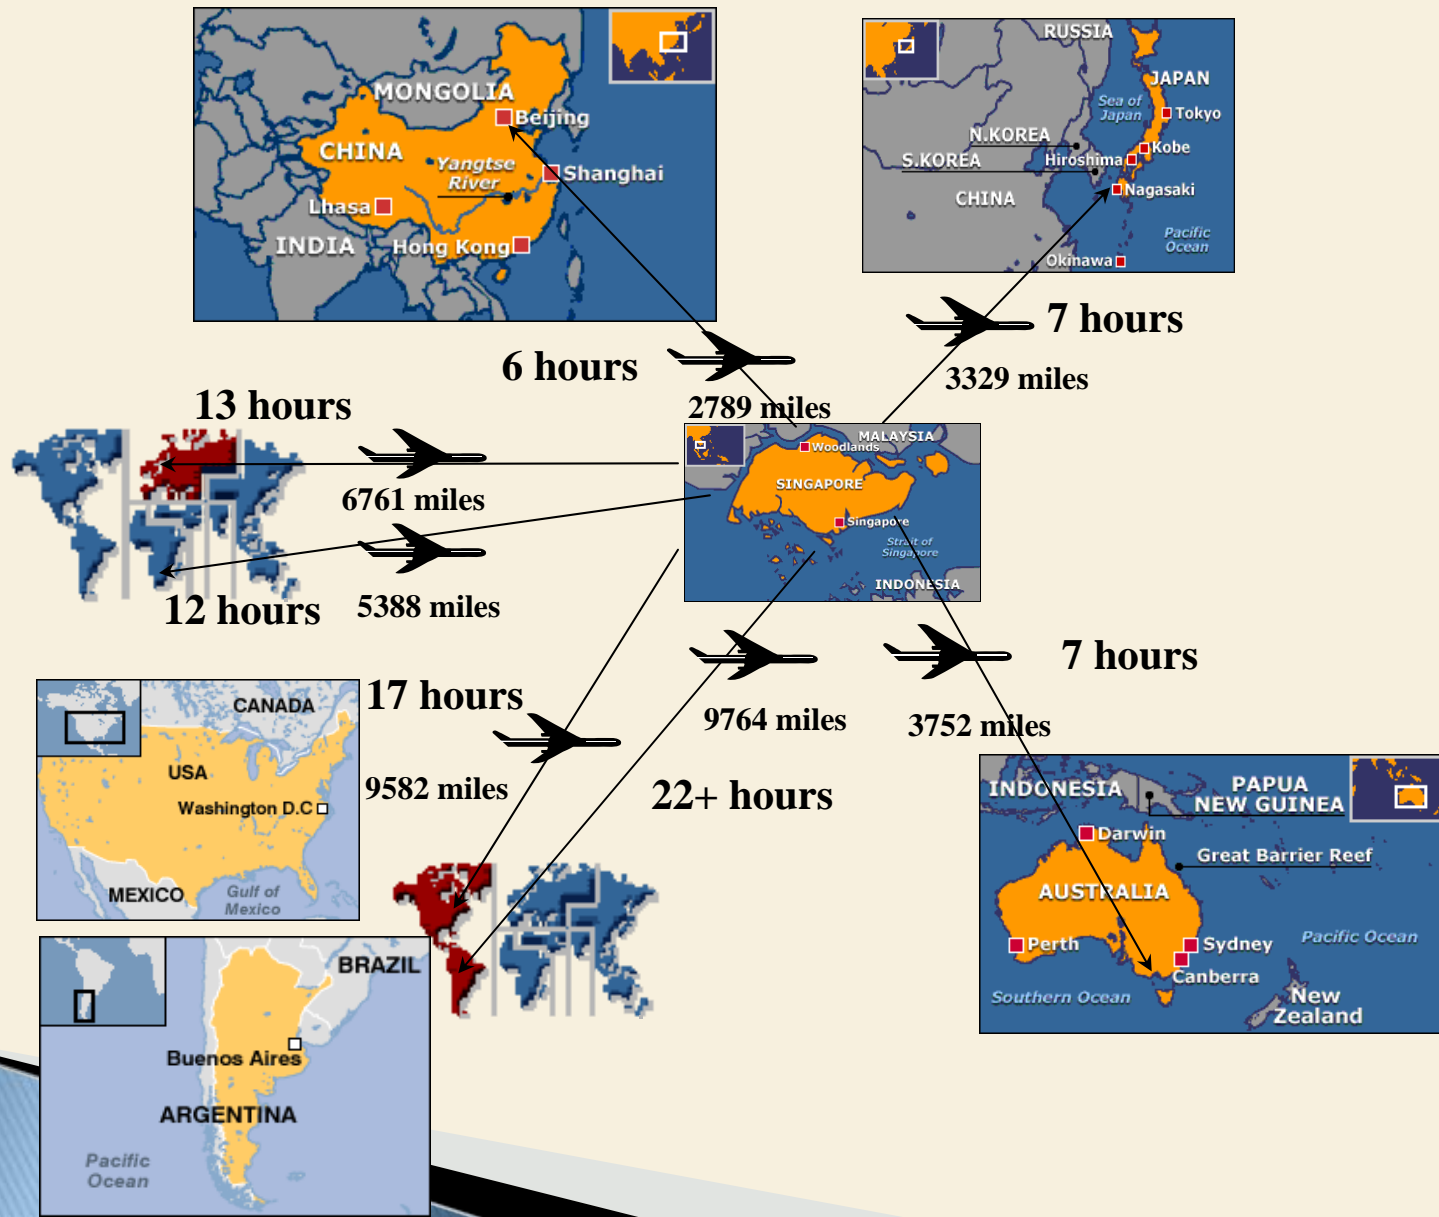 MONGOLIA
Beijing
CHINA
Yangtse
River
Shanghai
Lhasa
INDIA
Hong Kong
RUSSIA
JAPAN
Sea of
Japan
Tokyo
N.KOREA
S.KOREA
Hiroshima
Kobe
CHINA
Nagasaki
Pacific
Ocean
Okinawa
7 hours
6 hours
3329 miles
2789 miles
13 hours
6761 miles
MALAYSIA
Woodlands
SINGAPORE
Singapore
Strait of
Singapore
INDONESIA
12 hours
5388 miles
7 hours
17 hours
9764 miles
3752 miles
9582 miles
22+ hours
CANADA
USA
Washington D.C
MEXICO
Gulf of
Mexico
INDONESIA
PAPUA
NEW GUINEA
Darwin
Great Barrier Reef
AUSTRALIA
Perth
Sydney
Pacific Ocean
Canberra
Southern Ocean
New
Zealand
BRAZIL
Buenos Aires
ARGENTINA
Pacific
Ocean